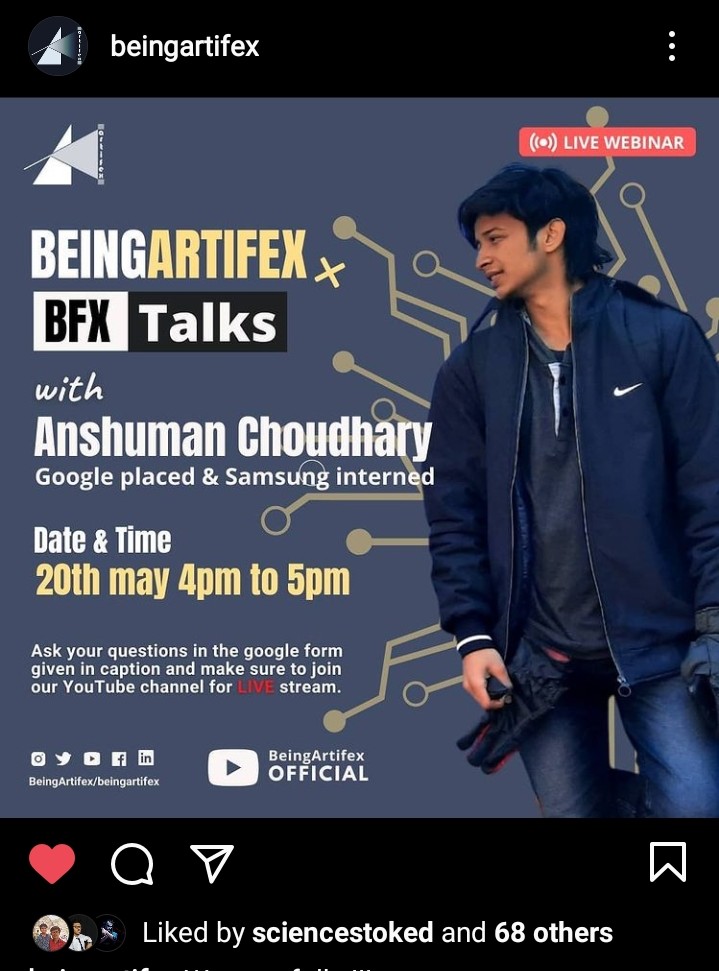 beingartifex
artifex
LIVE WEBINAR
BEINGARTIFEX x
BFX Talks
with
Anshuman Choudhary
Google placed & Samsung interned
Date & Time
20th may 4pm to 5pm
Ask your questions in the google form
given in caption and make sure to join
our YouTube channel for LIVE stream.
BeingArtifex/beingartifex
BeingArtifex
OFFICIAL
Liked by sciencestoked and 68 others